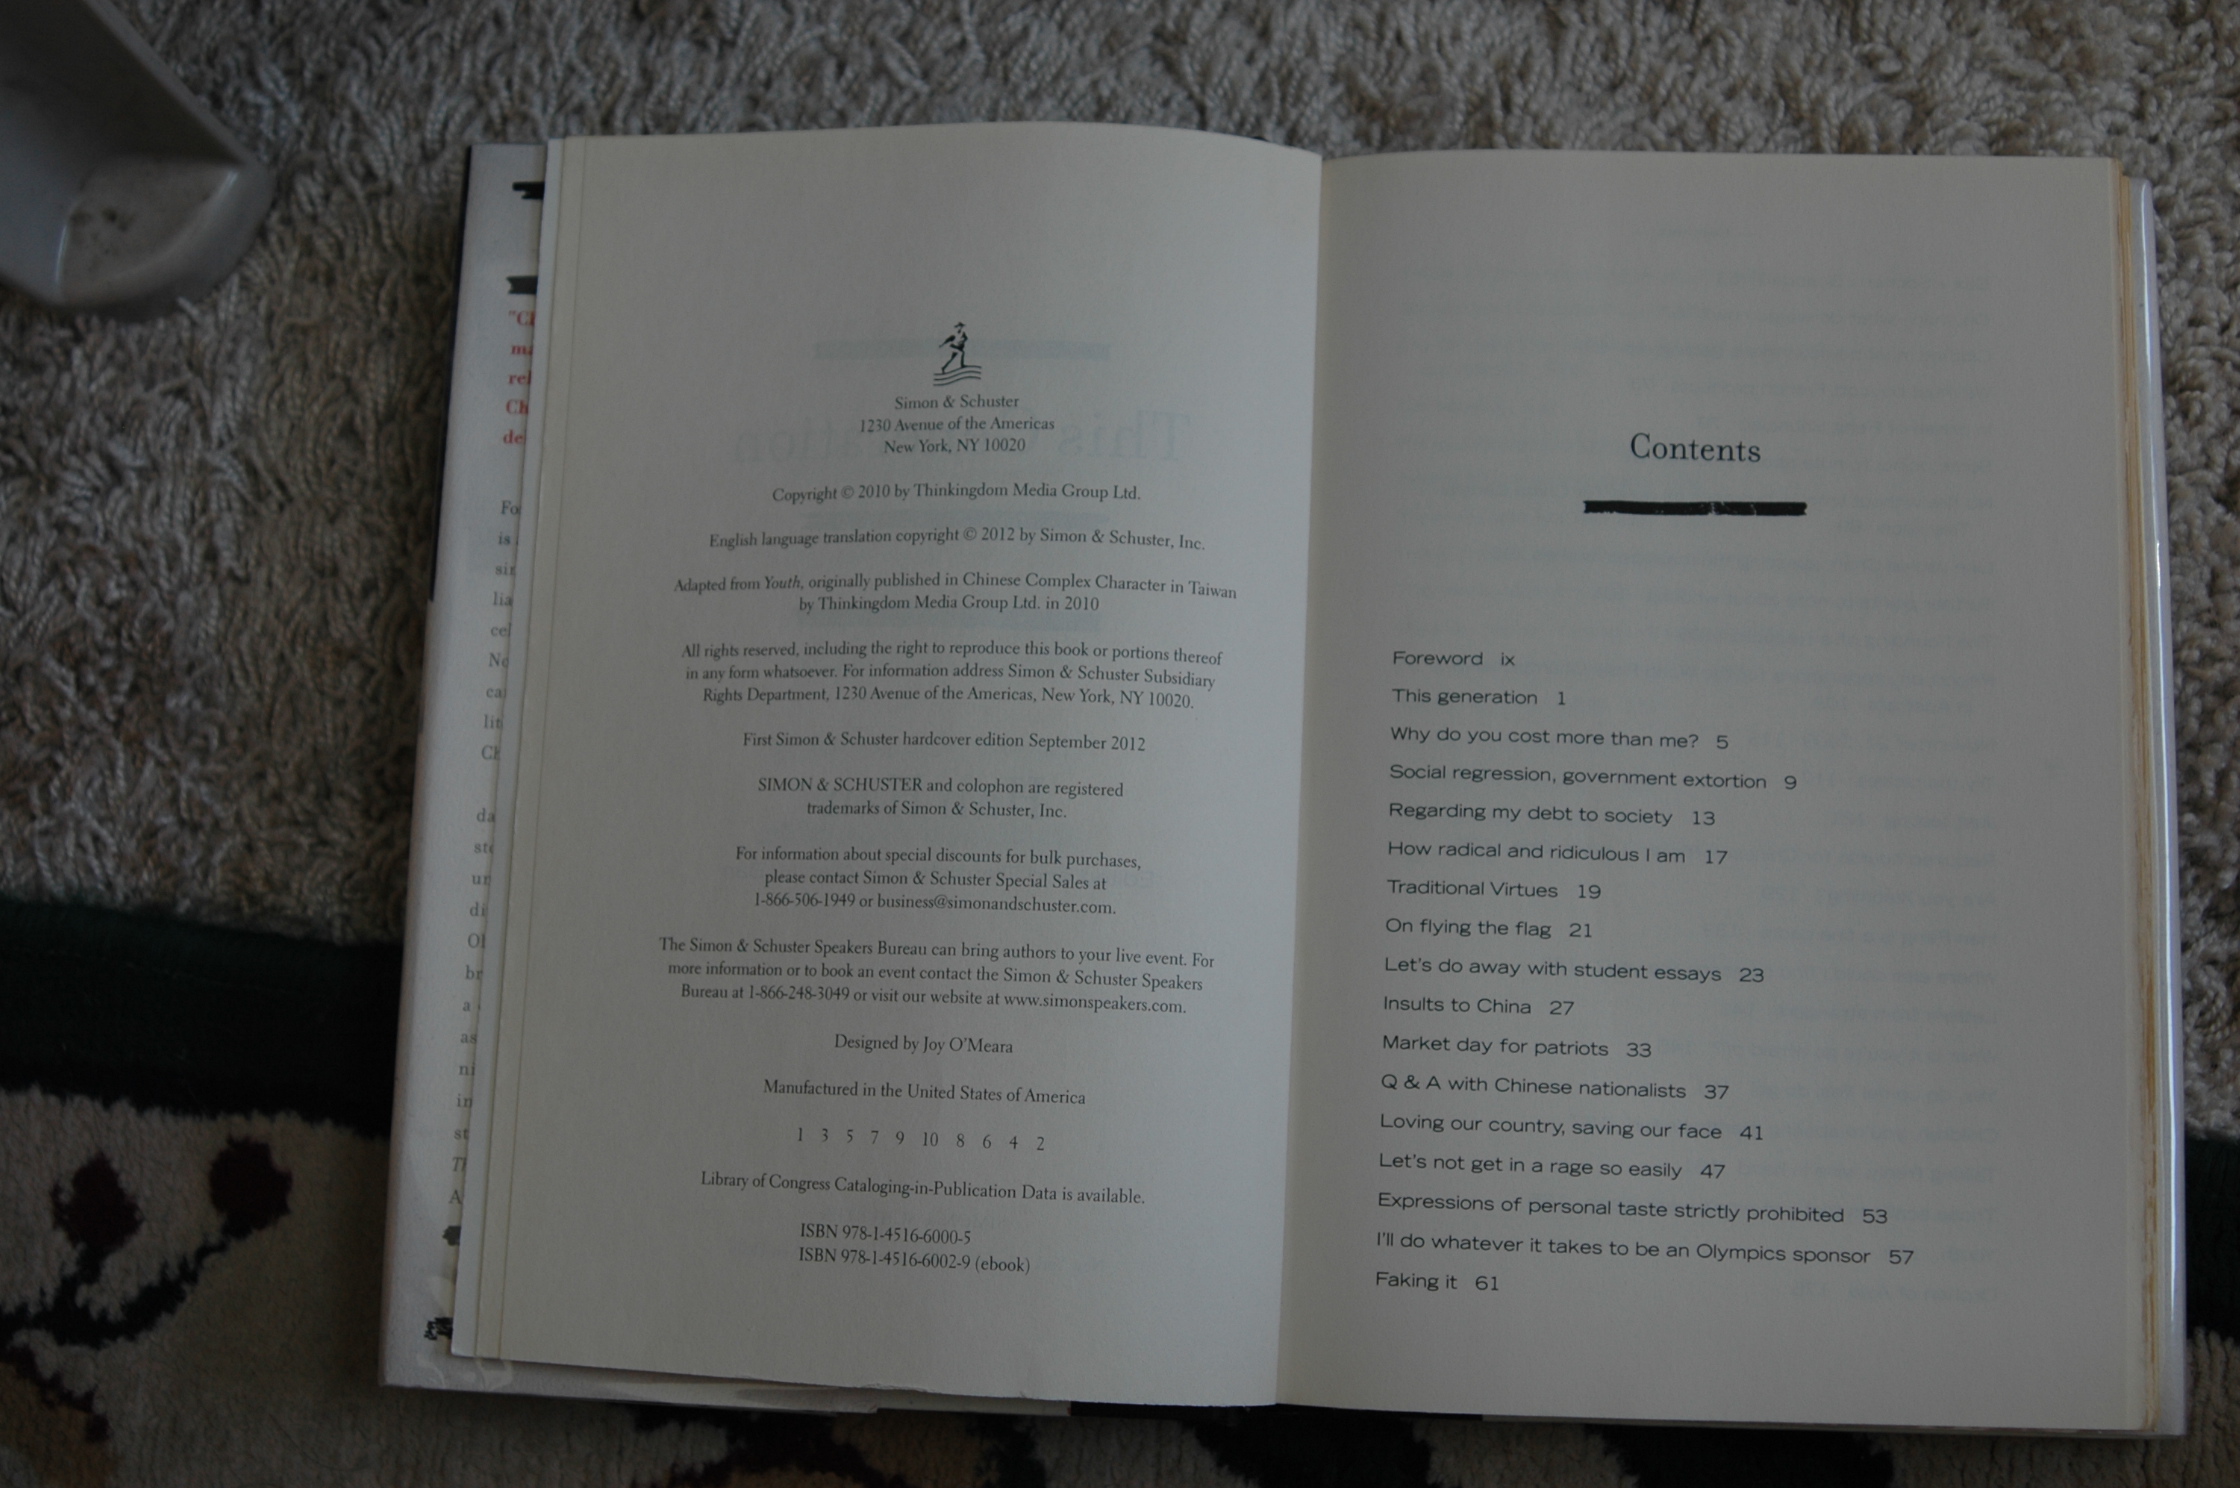 Simon & Schuster
1230 Avenue of the Americas
New York, NY 10020
Copyright © 2010 by Thinkingdom Media Group Ltd.
English language translation copyright © 2012 by Simon & Schuster, Inc.
Adapted from Youth, originally published in Chinese Complex Character in Taiwan
by Thinkingdom Media Group Ltd. in 2010
All rights reserved, including the right to reproduce this book or portions thereof
in any form whatsoever. For information address Simon & Schuster Subsidiary
Rights Department, 1230 Avenue of the Americas, New York, NY 10020.
First Simon & Schuster hardcover edition September 2012
SIMON & SCHUSTER and colophon are registered
trademarks of Simon & Schuster, Inc.
For information about special discounts for bulk purchases,
please contact Simon & Schuster Special Sales at
1-866-506-1949 or business@simonandschuster.com.
The Simon & Schuster Speakers Bureau can bring authors to your live event. For
more information or to book an event contact the Simon & Schuster Speakers
Bureau at 1-866-248-3049 or visit our website at www.simonspeakers.com.
Designed by Joy O'Meara
Manufactured in the United States of America
1 3 5 7 9 10 8 6 4 2
Library of Congress Cataloging-in-Publication Data is available.
ISBN 978-1-4516-6000-5
ISBN 978-1-4516-6002-9 (ebook)
Contents
Foreword ix
This generation 1
Why do you cost more than me? 5
Social regression, government extortion 9
Regarding my debt to society 13
How radical and ridiculous I am 17
Traditional Virtues 19
On flying the flag 21
Let's do away with student essays 23
Insults to China 27
Market day for patriots 33
Q & A with Chinese nationalists 37
Loving our country, saving our face 41
Let's not get in a rage so easily 47
Expressions of personal taste strictly prohibited 53
I'll do whatever it takes to be an Olympics sponsor 57
Faking it 61